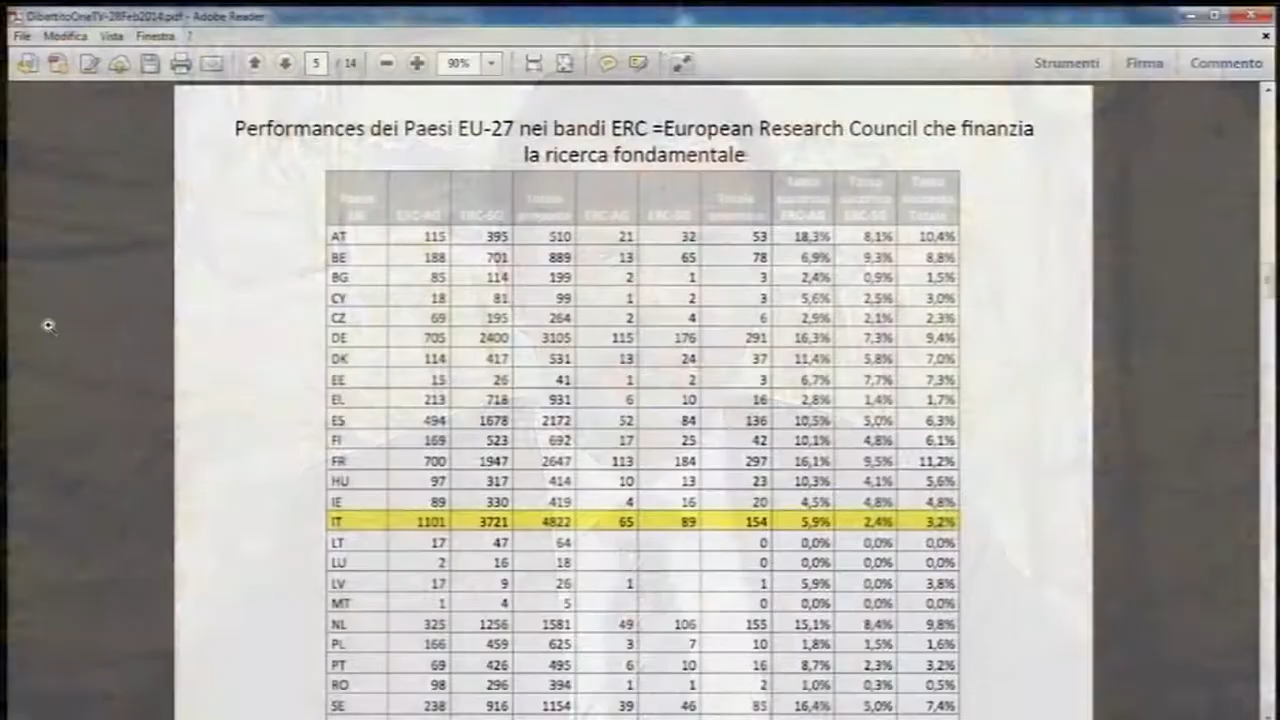 DibertitoOneTV-28Feb2014.pdf - Adobe Reader
File Modifica Vista Finestra ?
5 / 14 90% Strumenti Firma Commento
Performances dei Paesi EU-27 nei bandi ERC =European Research Council che finanzia
la ricerca fondamentale
ERC-AG ERC-SG ERC-AG ERC-SG ERC-AG ERC-SG Totale
AT 115 395 510 21 32 53 18,3% 8,1% 10,4%
BE 188 701 889 13 65 78 6,9% 9,3% 8,8%
BG 85 114 199 2 1 3 2,4% 0,9% 1,5%
CY 18 81 99 1 2 3 5,6% 2,5% 3,0%
CZ 69 195 264 2 4 6 2,9% 2,1% 2,3%
DE 705 2400 3105 115 176 291 16,3% 7,3% 9,4%
DK 114 417 531 13 24 37 11,4% 5,8% 7,0%
EE 15 26 41 1 2 3 6,7% 7,7% 7,3%
EL 213 718 931 6 10 16 2,8% 1,4% 1,7%
ES 494 1678 2172 52 84 136 10,5% 5,0% 6,3%
FI 169 523 692 17 25 42 10,1% 4,8% 6,1%
FR 700 1947 2647 113 184 297 16,1% 9,5% 11,2%
HU 97 317 414 10 13 23 10,3% 4,1% 5,6%
IE 89 330 419 4 16 20 4,5% 4,8% 4,8%
IT 1101 3721 4822 65 89 154 5,9% 2,4% 3,2%
LT 17 47 64 0 0,0% 0,0% 0,0%
LU 2 16 18 0 0,0% 0,0% 0,0%
LV 17 9 26 1 1 5,9% 0,0% 3,8%
MT 1 4 5 0 0,0% 0,0% 0,0%
NL 325 1256 1581 49 106 155 15,1% 8,4% 9,8%
PL 166 459 625 3 7 10 1,8% 1,5% 1,6%
PT 69 426 495 6 10 16 8,7% 2,3% 3,2%
RO 98 296 394 1 1 2 1,0% 0,3% 0,5%
SE 238 916 1154 39 46 85 16,4% 5,0% 7,4%